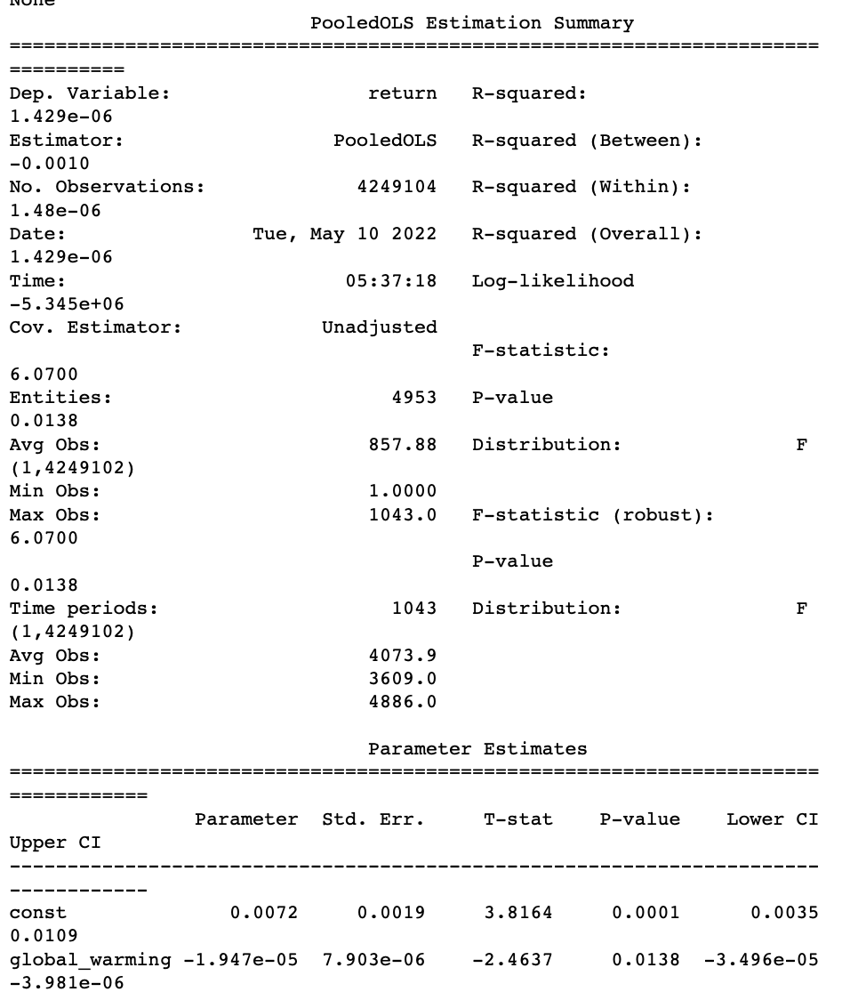 None
PooledOLS Estimation Summary
======================================================================
==========
Dep. Variable: return R-squared:
1.429e-06
Estimator: PooledOLS R-squared (Between):
-0.0010
No. Observations: 4249104 R-squared (Within):
1.48e-06
Date: Tue, May 10 2022 R-squared (Overall):
1.429e-06
Time: 05:37:18 Log-likelihood
-5.345e+06
Cov. Estimator: Unadjusted
F-statistic:
6.0700
Entities: 4953 P-value
0.0138
Avg Obs: 857.88 Distribution: F
(1,4249102)
Min Obs: 1.0000
Max Obs: 1043.0 F-statistic (robust):
6.0700
P-value
0.0138
Time periods: 1043 Distribution: F
(1,4249102)
Avg Obs: 4073.9
Min Obs: 3609.0
Max Obs: 4886.0
Parameter Estimates
======================================================================
============
Parameter Std. Err. T-stat P-value Lower CI
Upper CI
----------------------------------------------------------------------
------------
const 0.0072 0.0019 3.8164 0.0001 0.0035
0.0109
global_warming -1.947e-05 7.903e-06 -2.4637 0.0138 -3.496e-05
-3.981e-06